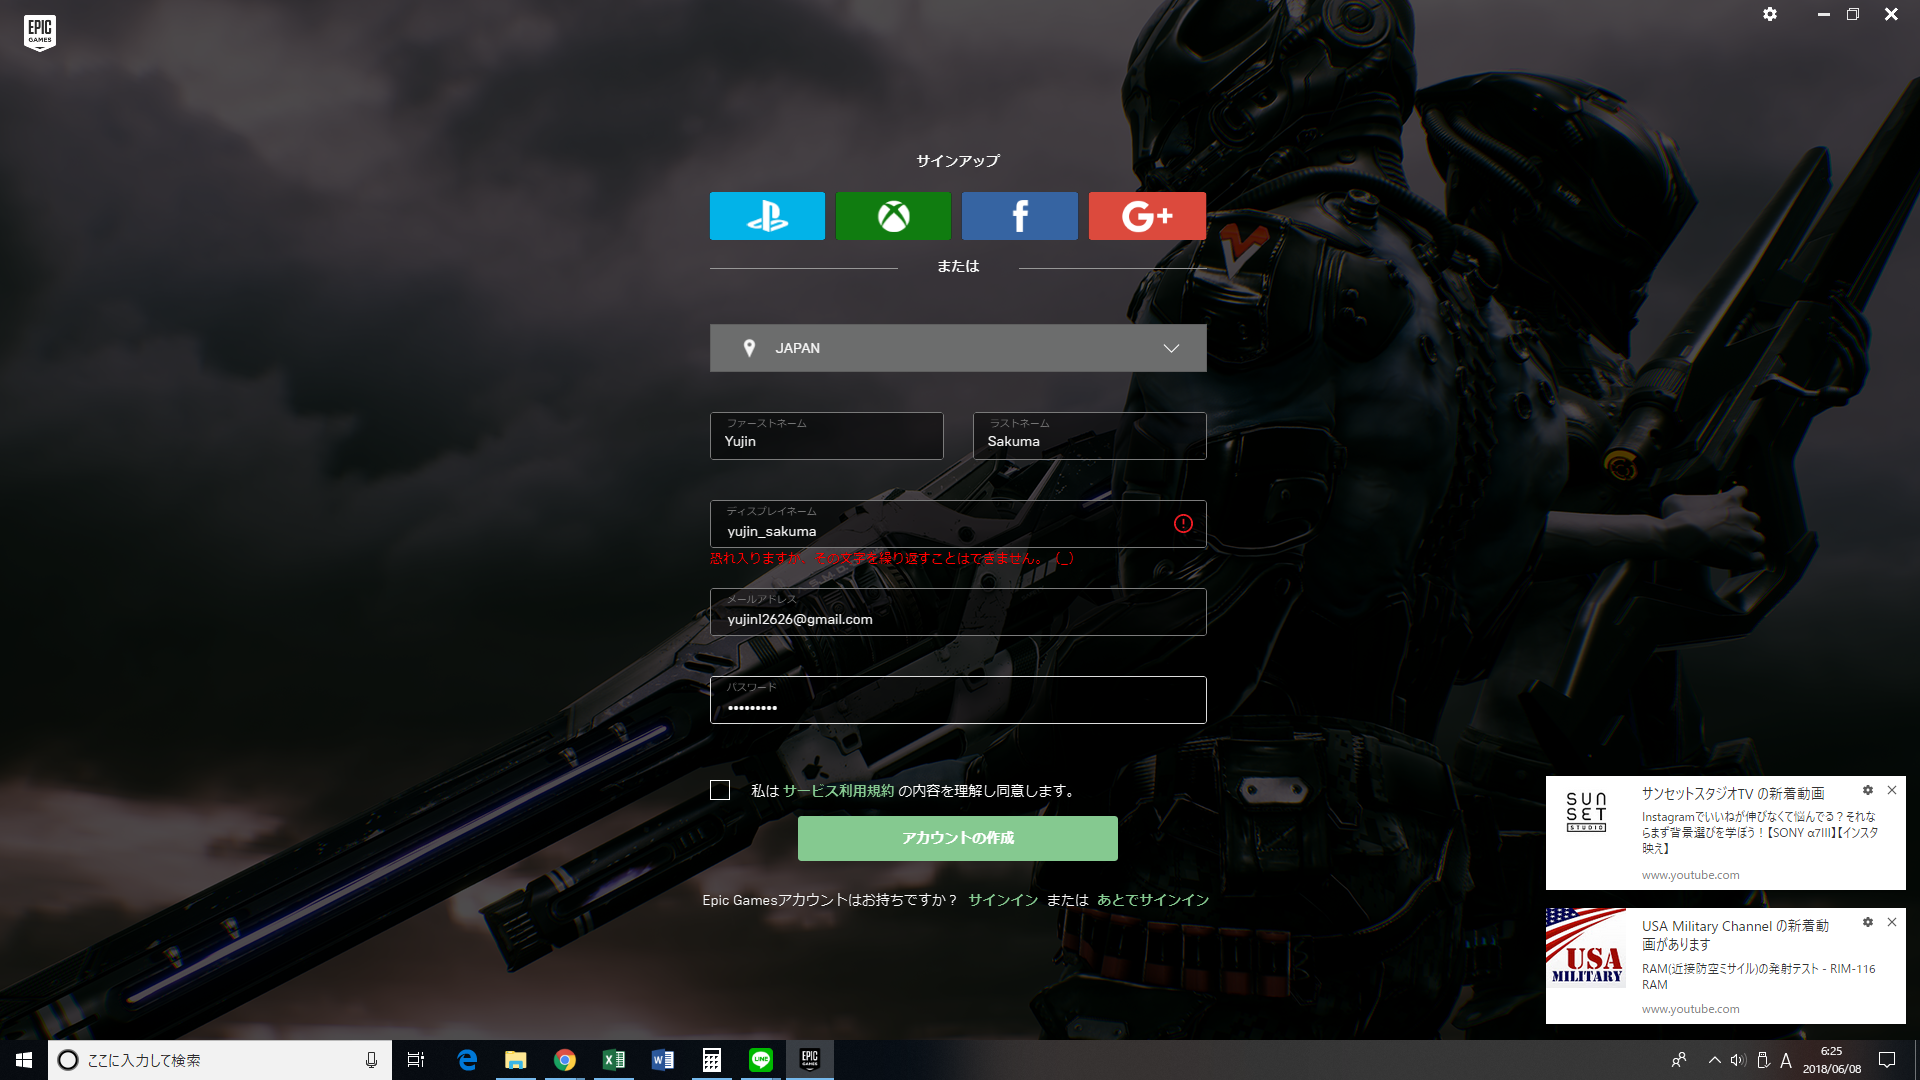 EPIC
GAMES
サインアップ
G+
または
JAPAN
ファーストネーム
Yujin
ラストネーム
Sakuma
ディスプレイネーム
yujin_sakuma
恐れ入りますが、その文字を繰り返すことはできません。 (_)
メールアドレス
yujin12626@gmail.com
パスワード
私は サービス利用規約 の内容を理解し同意します。
アカウントの作成
Epic Gamesアカウントはお持ちですか？ サインイン または あとでサインイン
SUN
SET
STUDIO
サンセットスタジオTV の新着動画
Instagramでいいねが伸びなくて悩んでる？それな
らまず背景選びを学ぼう！【SONY α7III】【インスタ
映え】
www.youtube.com
USA
MILITARY
USA Military Channel の新着動
画があります
RAM(近接防空ミサイル)の発射テスト - RIM-116
RAM
www.youtube.com
ここに入力して検索
LINE
EPIC
GAMES
A
6:25
2018/06/08